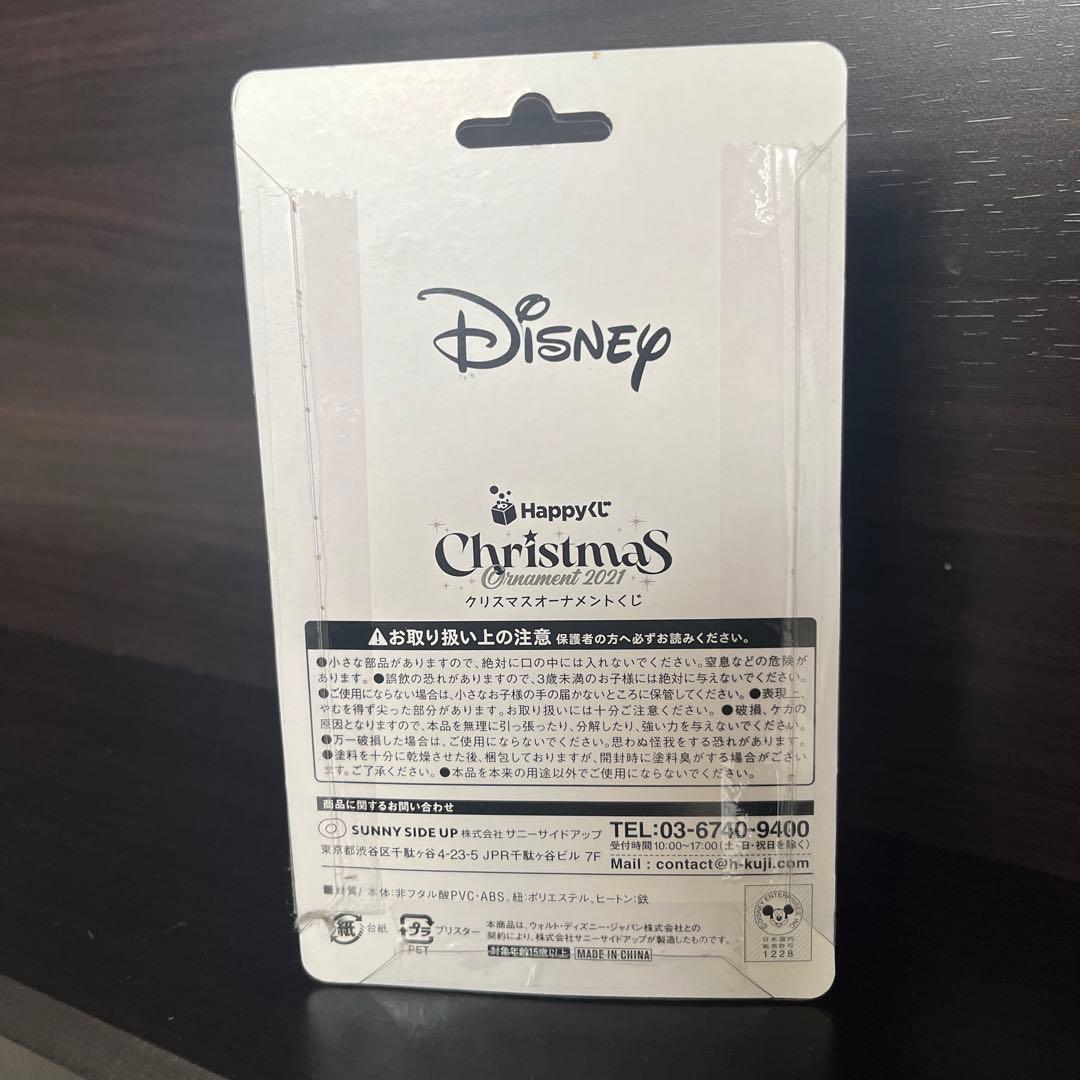 Disney
Happyくじ
Christmas
Ornament 2021
クリスマスオーナメントくじ
お取り扱い上の注意 保護者の方へ必ずお読みください。
●小さな部品がありますので、絶対に口の中には入れないでください。窒息などの危険が
あります。●誤飲の恐れがありますので、3歳未満のお子様には絶対に与えないでください。
●ご使用にならない場合は、小さなお子様の手の届かないところに保管してください。●表現上、
やむを得ず尖った部分があります。お取り扱いには十分ご注意ください。●破損、ケガの
原因となりますので、本品を無理に引っ張ったり、分解したり、強い力を与えないでください。
●万一破損した場合は、ご使用にならないでください。思わぬ怪我をする恐れがあります。
●塗料を十分に乾燥させた後、梱包しておりますが、開封時に塗料臭がする場合がござい
ます。ご了承ください。●本品を本来の用途以外でご使用にならないでください。
商品に関するお問い合わせ
SUNNY SIDE UP 株式会社 サニーサイドアップ
東京都渋谷区千駄ヶ谷4-23-5 JPR千駄ヶ谷ビル 7F
TEL:03-6740-9400
受付時間10:00~17:00(土・日・祝日を除く)
Mail : contact@h-kuji.com
■材質/ 本体:非フタル酸PVC・ABS、紐:ポリエステル、ヒートン:鉄
紙 台紙
プラ ブリスター
PET
本商品は、ウォルト・ディズニー・ジャパン株式会社との
契約により、株式会社サニーサイドアップが製造したものです。
対象年齢15歳以上 MADE IN CHINA
©DISNEY ENTERPRISES, INC.
日本国内
販売許可
1228